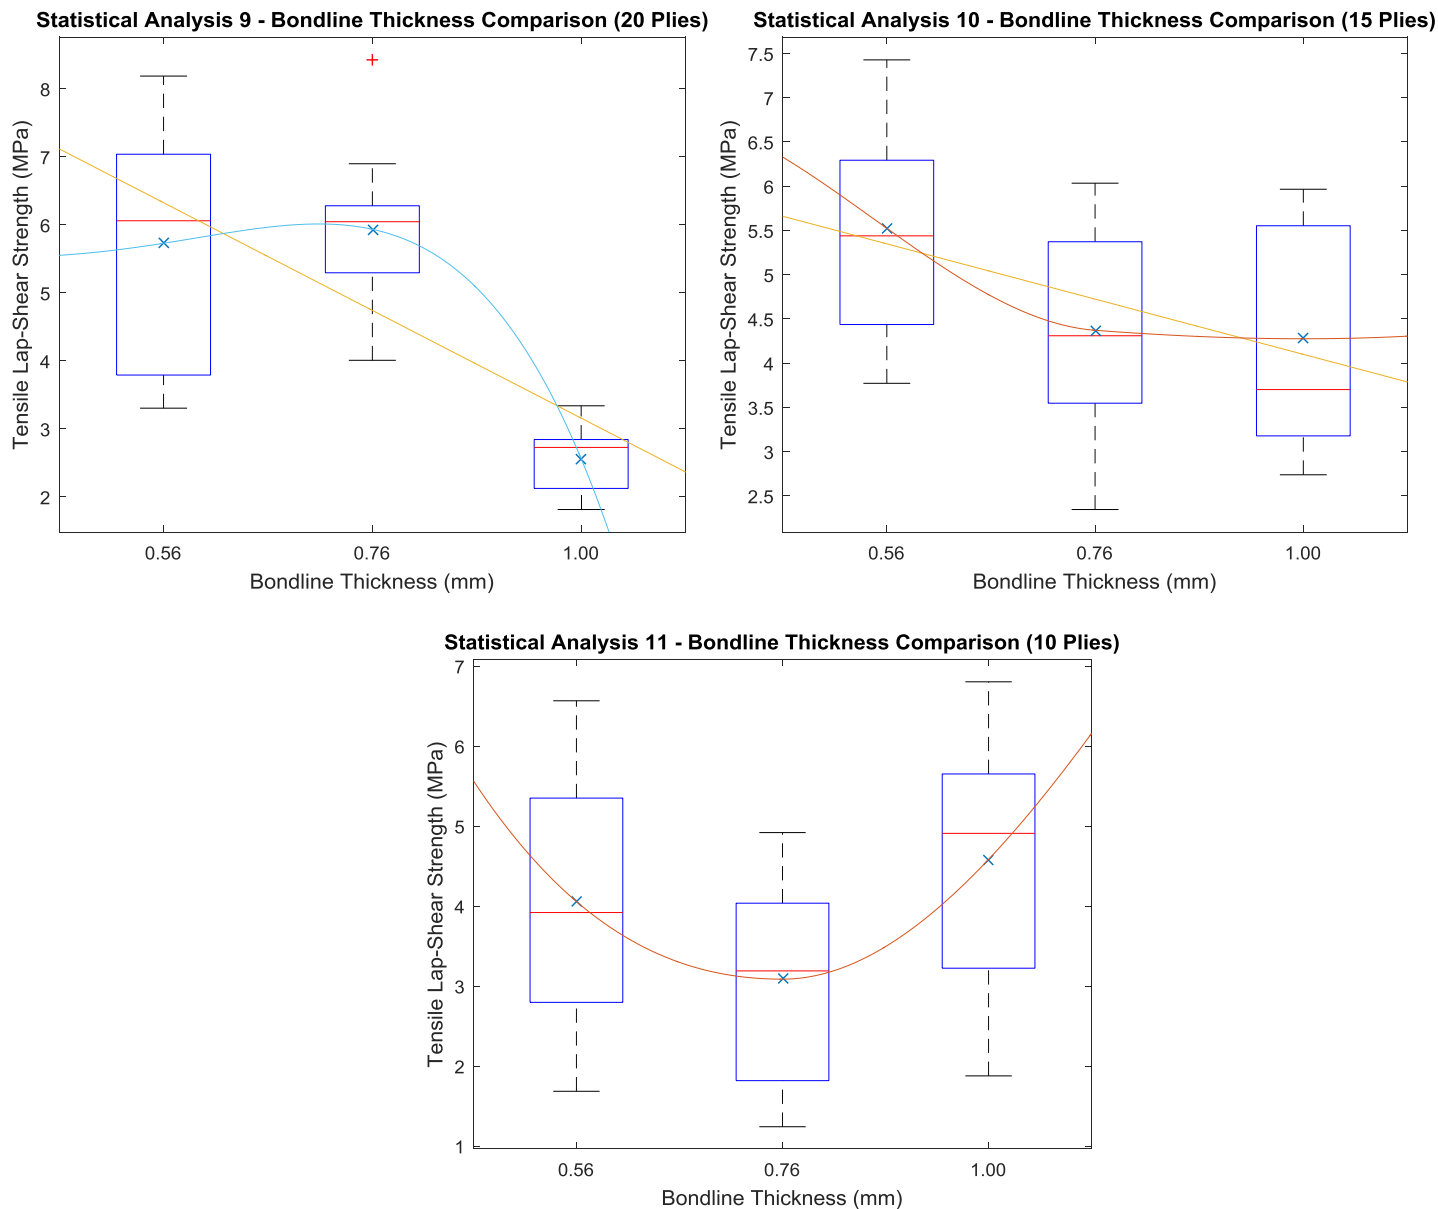 Statistical Analysis 9 - Bondline Thickness Comparison (20 Plies)
Tensile Lap-Shear Strength (MPa)
8
7
6
5
4
3
2
0.56 0.76 1.00
Bondline Thickness (mm)
Statistical Analysis 10 - Bondline Thickness Comparison (15 Plies)
Tensile Lap-Shear Strength (MPa)
7.5
7
6.5
6
5.5
5
4.5
4
3.5
3
2.5
0.56 0.76 1.00
Bondline Thickness (mm)
Statistical Analysis 11 - Bondline Thickness Comparison (10 Plies)
Tensile Lap-Shear Strength (MPa)
7
6
5
4
3
2
1
0.56 0.76 1.00
Bondline Thickness (mm)